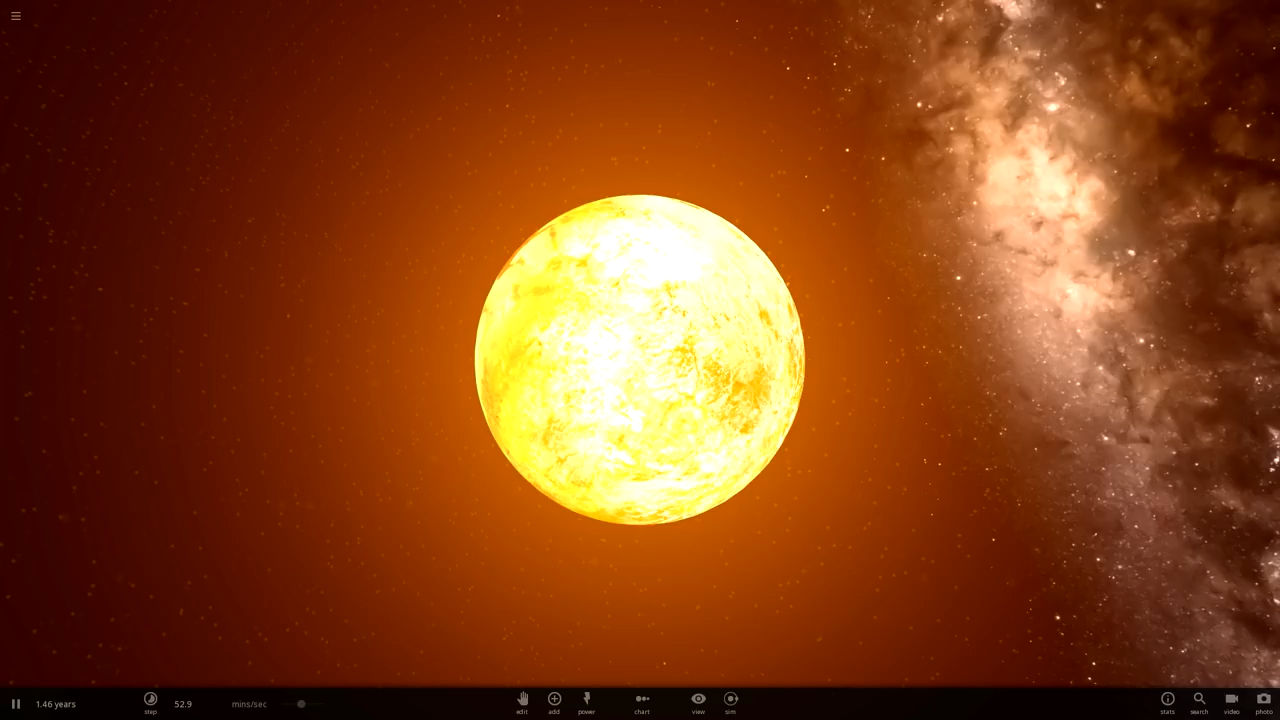 1.46 years
step
52.9
mins/sec
edit
add
power
chart
view
sim
stats
search
video
photo